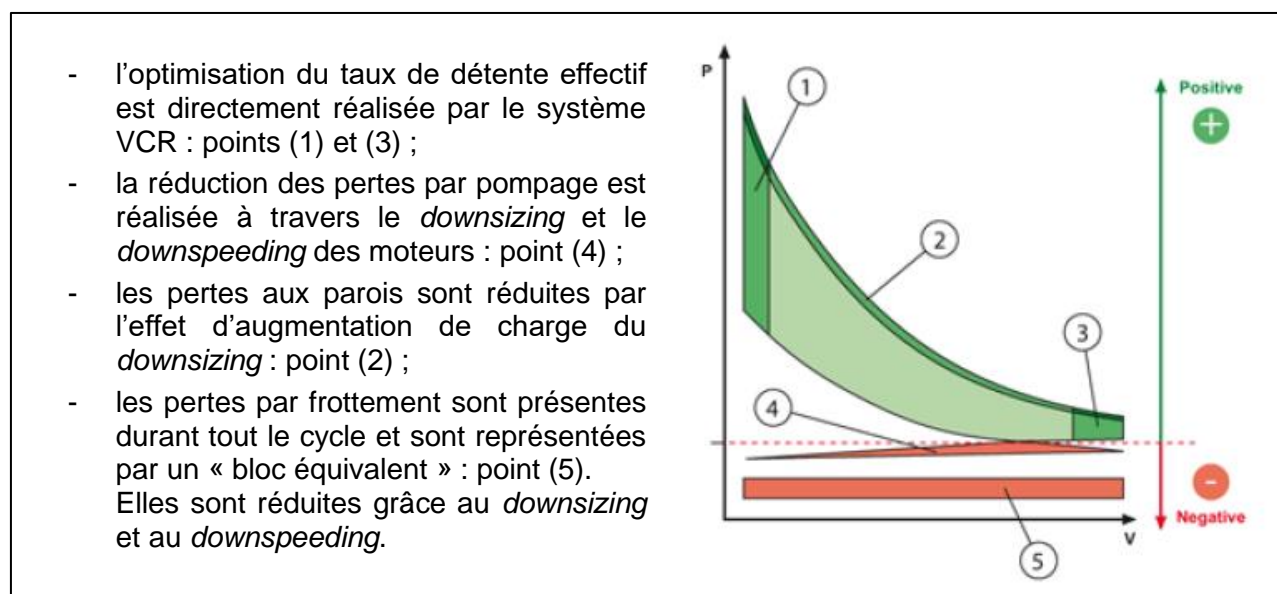 - l'optimisation du taux de détente effectif
est directement réalisée par le système
VCR : points (1) et (3) ;
- la réduction des pertes par pompage est
réalisée à travers le downsizing et le
downspeeding des moteurs : point (4) ;
- les pertes aux parois sont réduites par
l'effet d'augmentation de charge du
downsizing : point (2) ;
- les pertes par frottement sont présentes
durant tout le cycle et sont représentées
par un « bloc équivalent » : point (5).
Elles sont réduites grâce au downsizing
et au downspeeding.
P
1
2
3
4
5
V
Positive
+
-
Negative